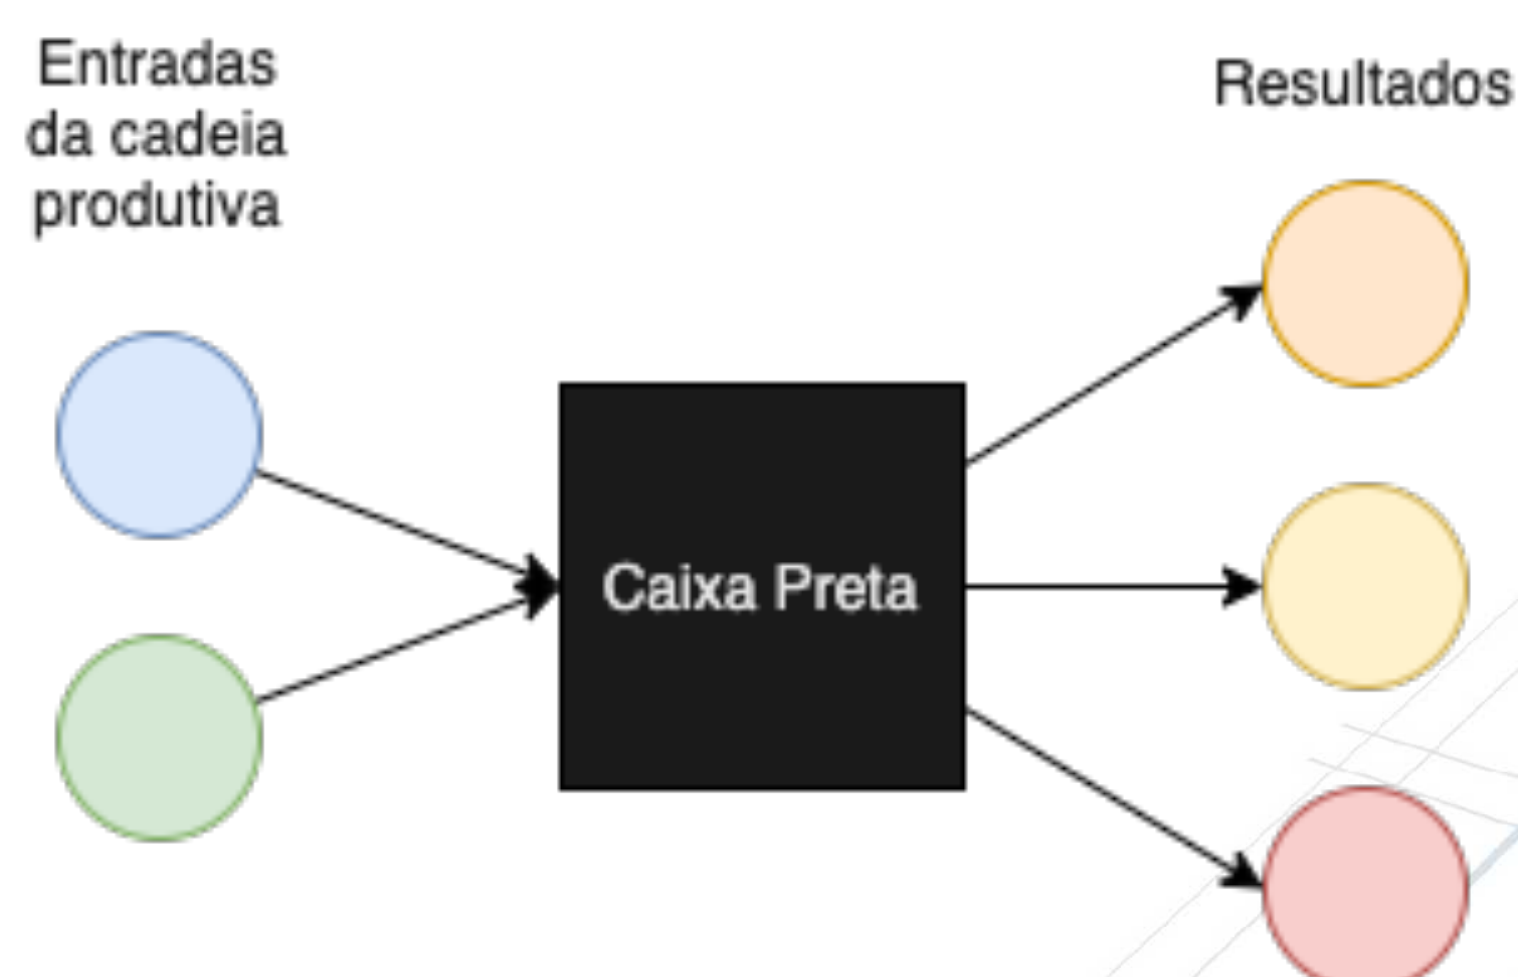 Entradas
da cadeia
produtiva
Resultados
Caixa Preta